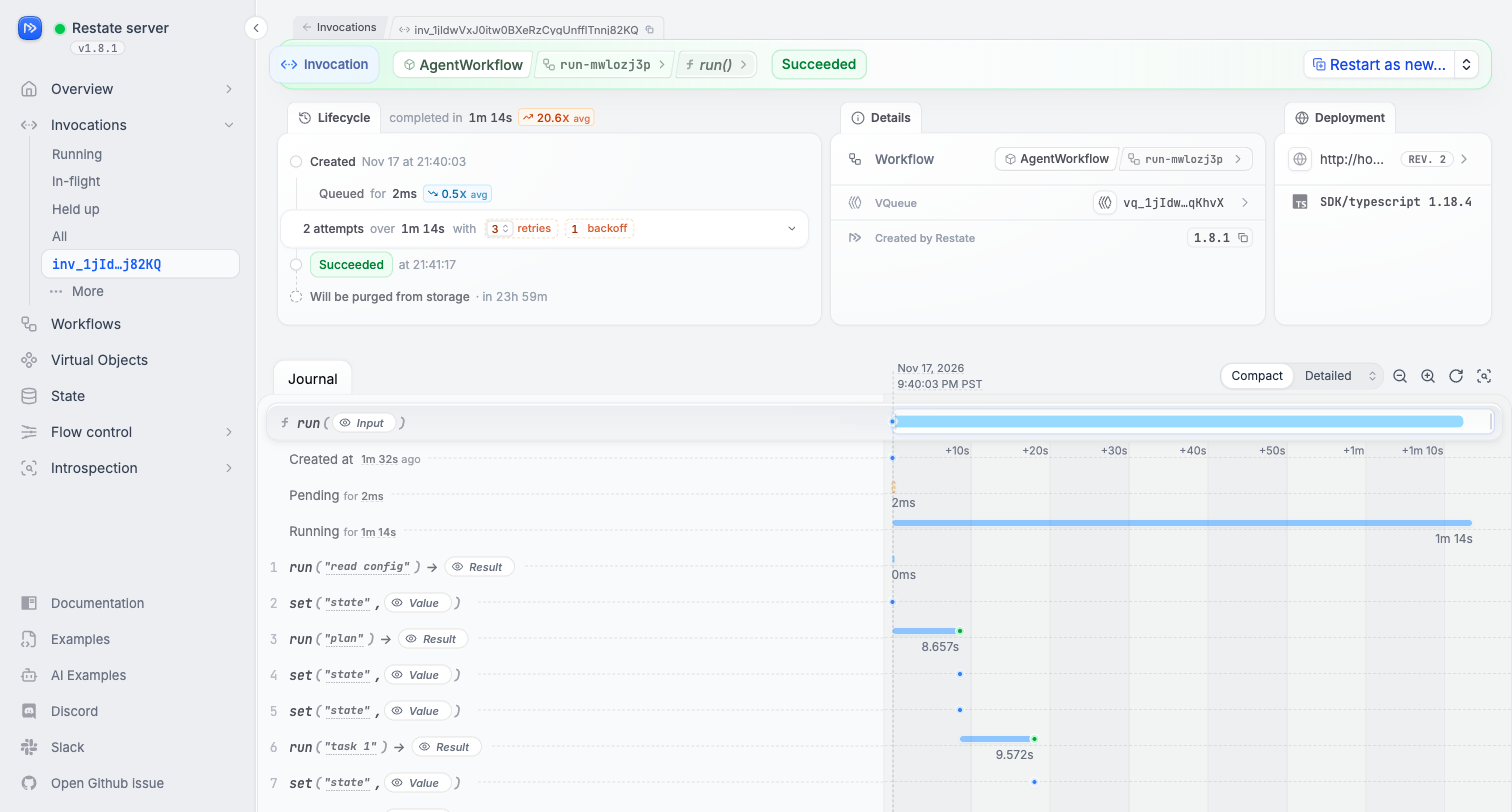 Restate server
v1.8.1
Overview
Invocations
Running
In-flight
Held up
All
inv_1jId…j82KQ
More
Workflows
Virtual Objects
State
Flow control
Introspection
Documentation
Examples
AI Examples
Discord
Slack
Open Github issue
Invocations
Invocation
AgentWorkflow
run-mwlozj3p
run()
Succeeded
Restart as new…
Lifecycle
completed in 1m 14s 20.6x avg
Created Nov 17 at 21:40:03
Queued for 2ms 0.5x avg
2 attempts over 1m 14s with 3 retries 1 backoff
Succeeded at 21:41:17
Will be purged from storage · in 23h 59m
Details
Workflow AgentWorkflow run-mwlozj3p
VQueue vq_1jIdw…qKhvX
Created by Restate 1.8.1
Deployment
http://ho… REV. 2
TS SDK/typescript 1.18.4
Journal
Nov 17, 2026
9:40:03 PM PST
Compact Detailed
f run( Input )
Created at 1m 32s ago
+10s +20s +30s +40s +50s +1m +1m 10s
Pending for 2ms
2ms
Running for 1m 14s
1m 14s
1 run("read config") → Result
0ms
2 set("state", Value )
3 run("plan") → Result
8.657s
4 set("state", Value )
5 set("state", Value )
6 run("task 1") → Result
9.572s
7 set("state", Value )